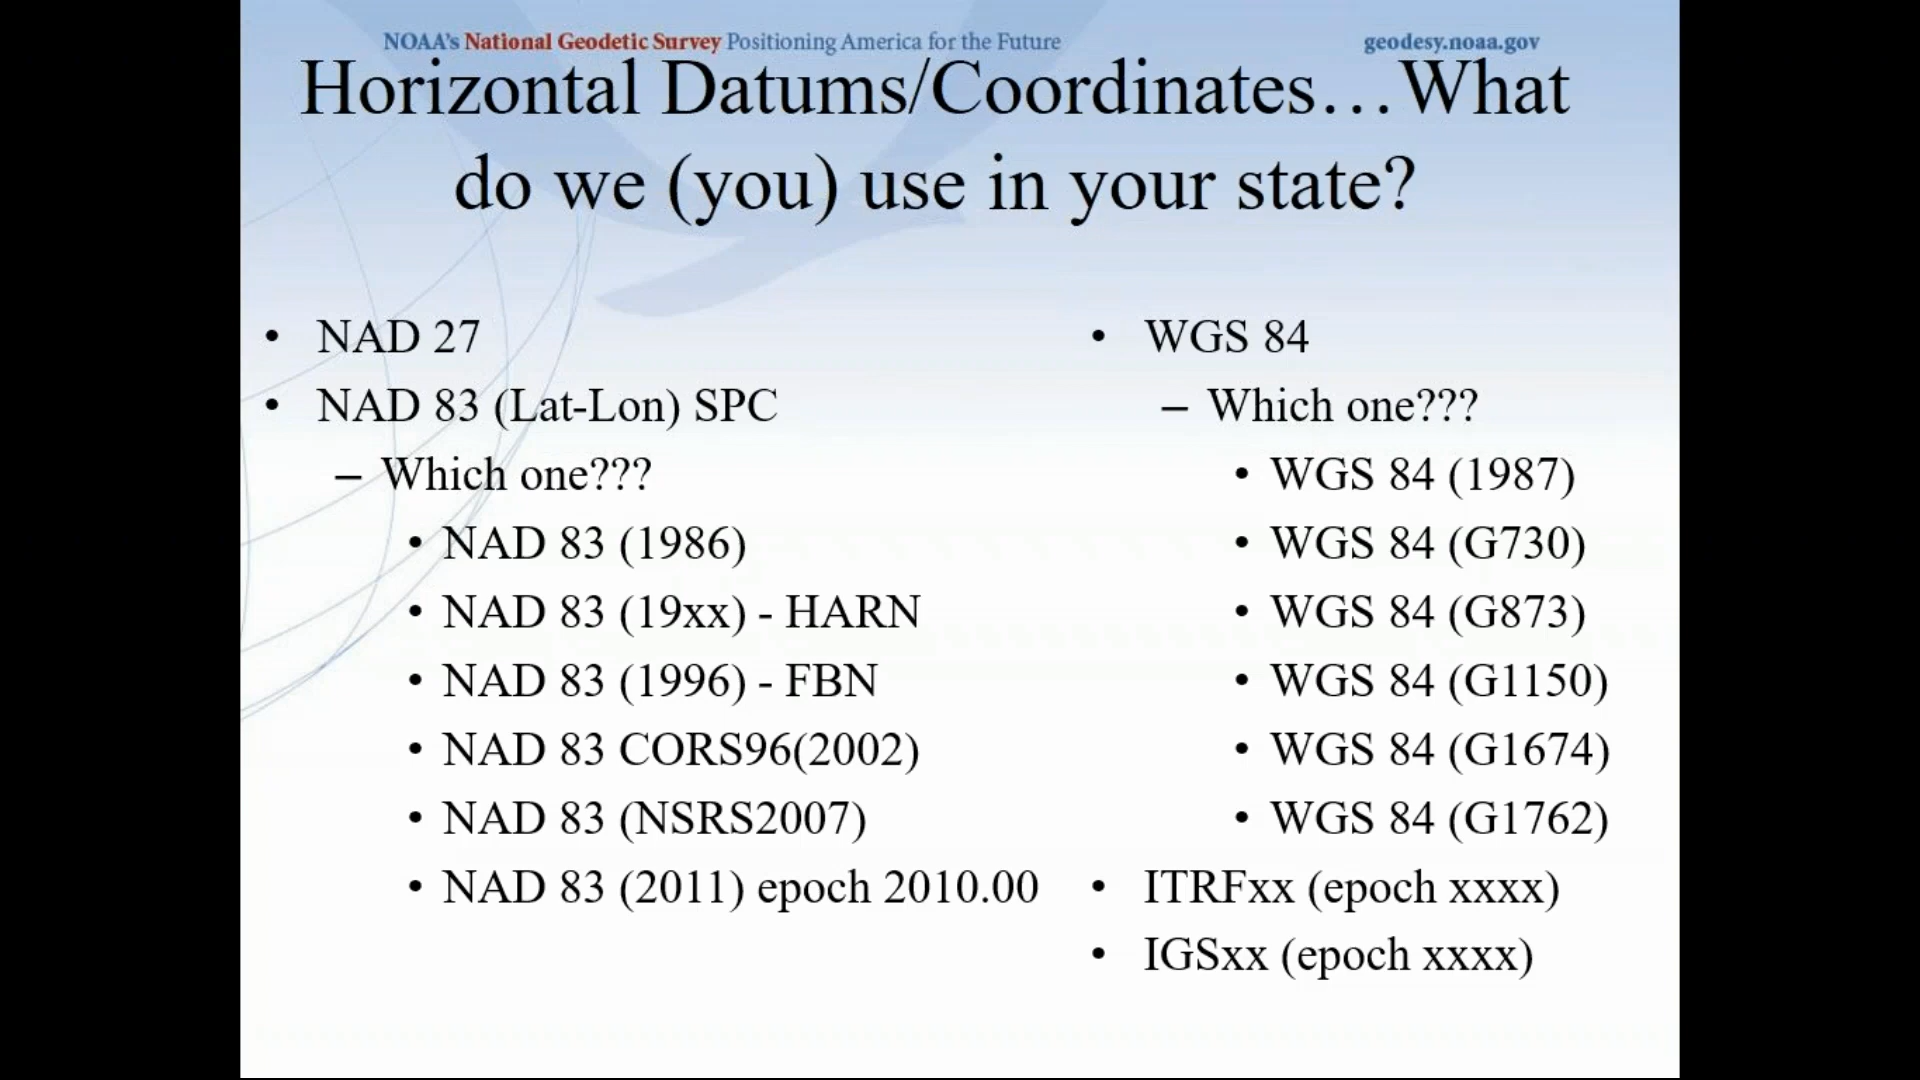 NOAA's National Geodetic Survey Positioning America for the Future
geodesy.noaa.gov
Horizontal Datums/Coordinates…What
do we (you) use in your state?
• NAD 27
• NAD 83 (Lat-Lon) SPC
– Which one???
• NAD 83 (1986)
• NAD 83 (19xx) - HARN
• NAD 83 (1996) - FBN
• NAD 83 CORS96(2002)
• NAD 83 (NSRS2007)
• NAD 83 (2011) epoch 2010.00
• WGS 84
– Which one???
• WGS 84 (1987)
• WGS 84 (G730)
• WGS 84 (G873)
• WGS 84 (G1150)
• WGS 84 (G1674)
• WGS 84 (G1762)
• ITRFxx (epoch xxxx)
• IGSxx (epoch xxxx)